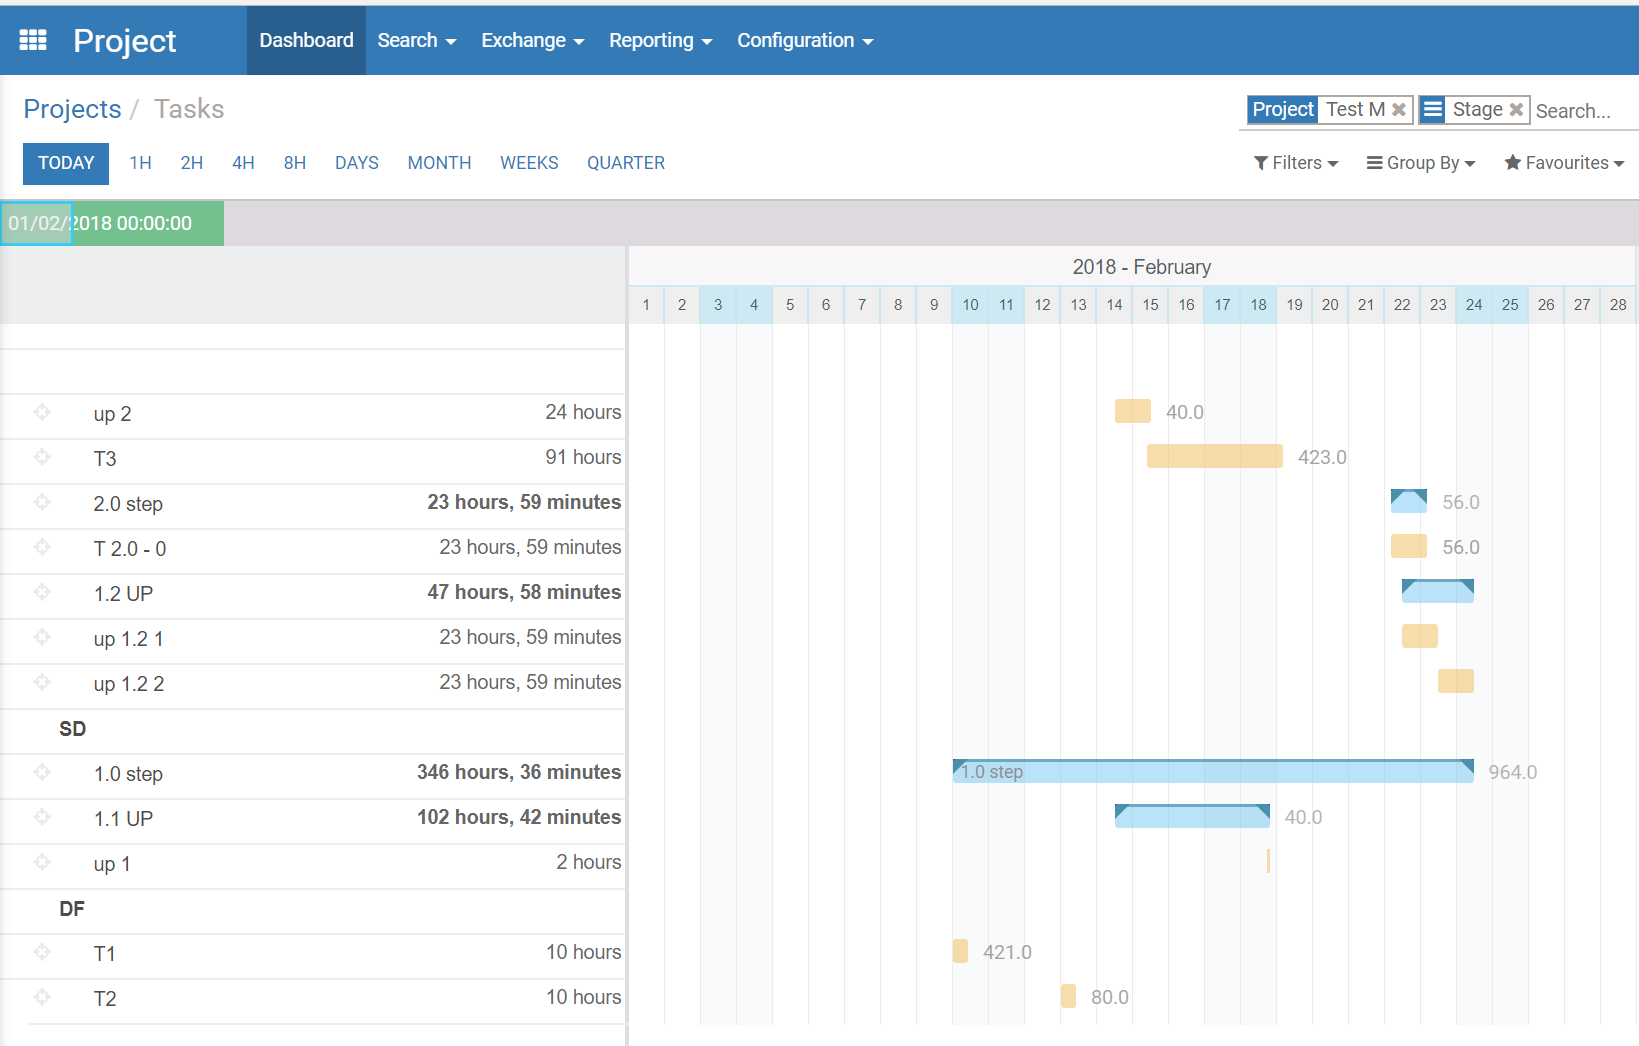 Project Dashboard Search Exchange Reporting Configuration
Projects / Tasks
Project Test M Stage Search...
TODAY 1H 2H 4H 8H DAYS MONTH WEEKS QUARTER
Filters Group By Favourites
01/02/2018 00:00:00
2018 - February
1 2 3 4 5 6 7 8 9 10 11 12 13 14 15 16 17 18 19 20 21 22 23 24 25 26 27 28
up 2 24 hours 40.0
T3 91 hours 423.0
2.0 step 23 hours, 59 minutes 56.0
T 2.0 - 0 23 hours, 59 minutes 56.0
1.2 UP 47 hours, 58 minutes
up 1.2 1 23 hours, 59 minutes
up 1.2 2 23 hours, 59 minutes
SD
1.0 step 346 hours, 36 minutes 1.0 step 964.0
1.1 UP 102 hours, 42 minutes 40.0
up 1 2 hours
DF
T1 10 hours 421.0
T2 10 hours 80.0